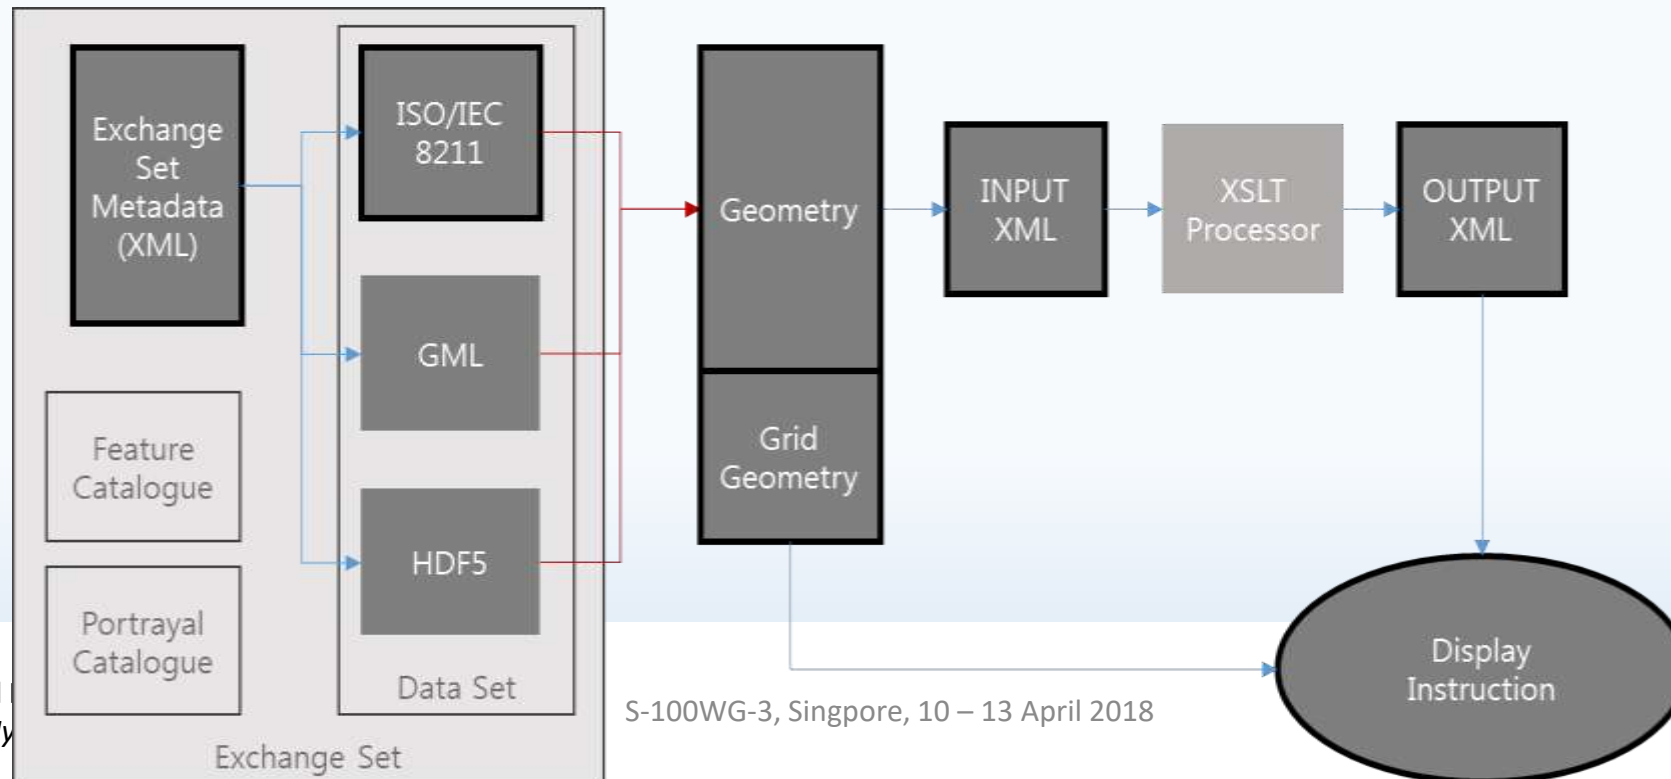 Exchange
Set
Metadata
(XML)
ISO/IEC
8211
GML
HDF5
Data Set
Feature
Catalogue
Portrayal
Catalogue
Exchange Set
Geometry
Grid
Geometry
INPUT
XML
XSLT
Processor
OUTPUT
XML
Display
Instruction
S-100WG-3, Singpore, 10 – 13 April 2018